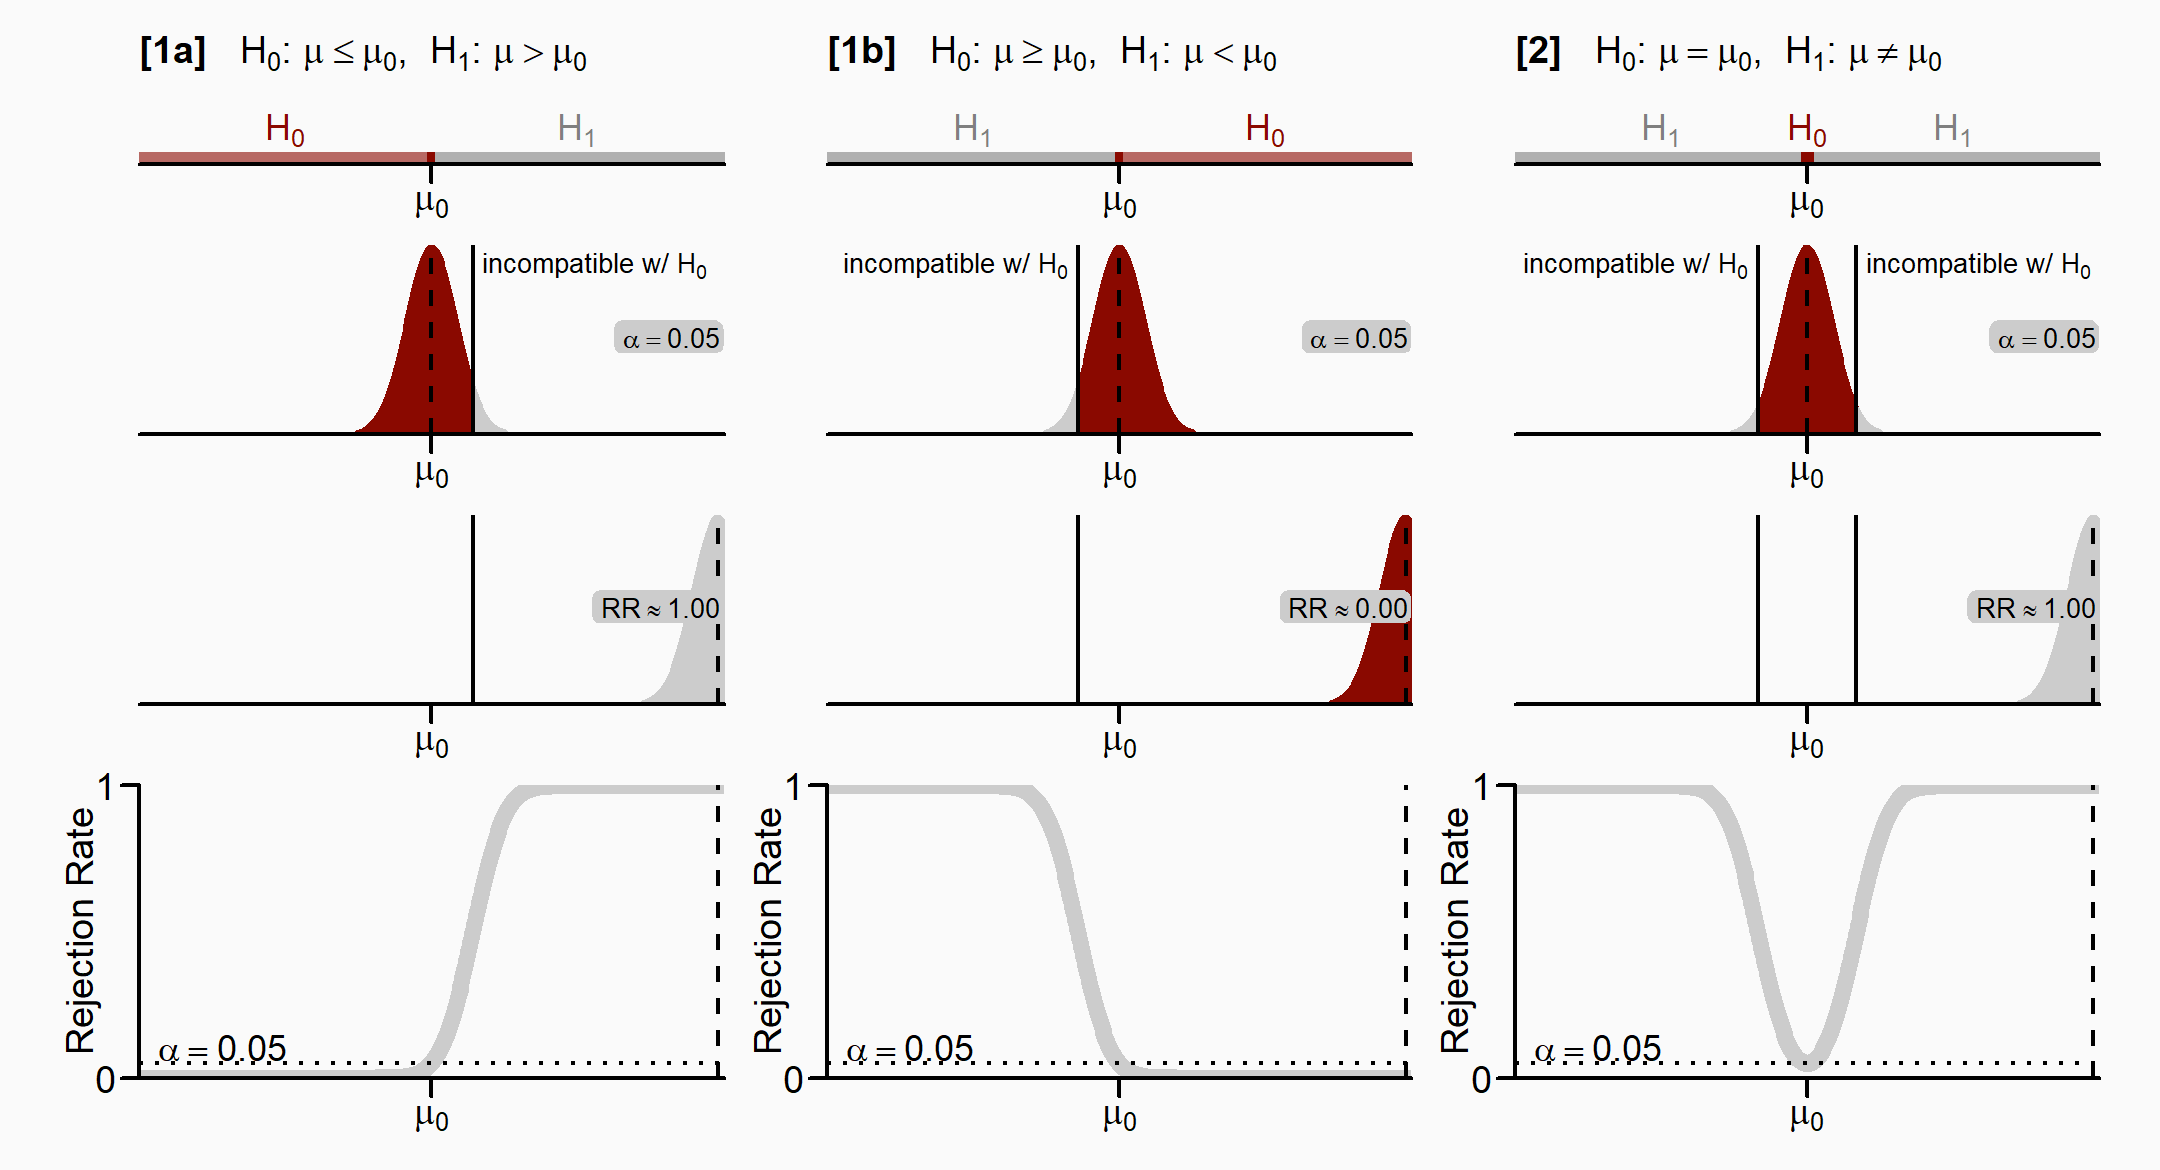 [1a] H₀: μ ≤ μ₀, H₁: μ > μ₀
H₀ H₁
μ₀
incompatible w/ H₀
α = 0.05
μ₀
RR ≈ 1.00
μ₀
1
Rejection Rate
α = 0.05
0
μ₀
[1b] H₀: μ ≥ μ₀, H₁: μ < μ₀
H₁ H₀
μ₀
incompatible w/ H₀
α = 0.05
μ₀
RR ≈ 0.00
μ₀
1
Rejection Rate
α = 0.05
0
μ₀
[2] H₀: μ = μ₀, H₁: μ ≠ μ₀
H₁ H₀ H₁
μ₀
incompatible w/ H₀ incompatible w/ H₀
α = 0.05
μ₀
RR ≈ 1.00
μ₀
1
Rejection Rate
α = 0.05
0
μ₀